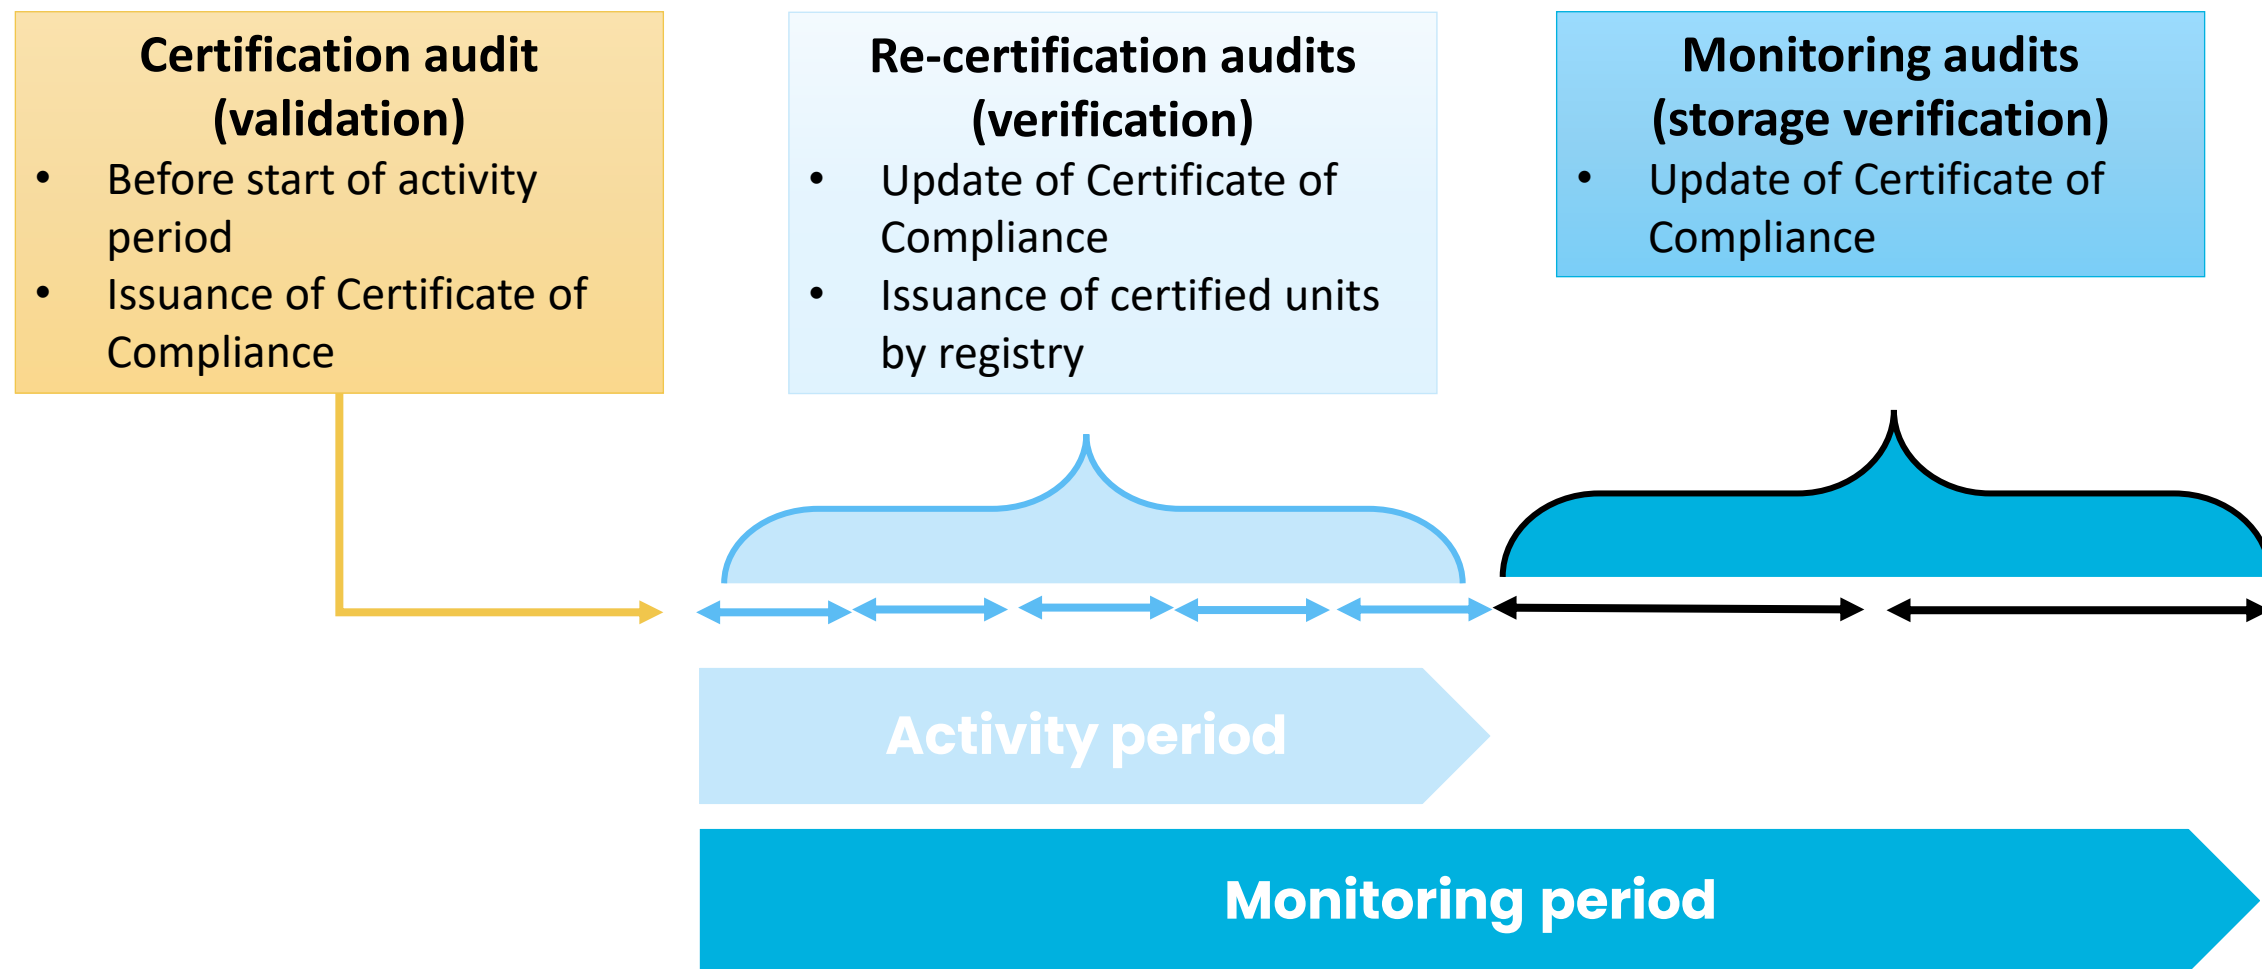 Certification audit
(validation)
• Before start of activity
period
• Issuance of Certificate of
Compliance
Re-certification audits
(verification)
• Update of Certificate of
Compliance
• Issuance of certified units
by registry
Monitoring audits
(storage verification)
• Update of Certificate of
Compliance
Activity period
Monitoring period